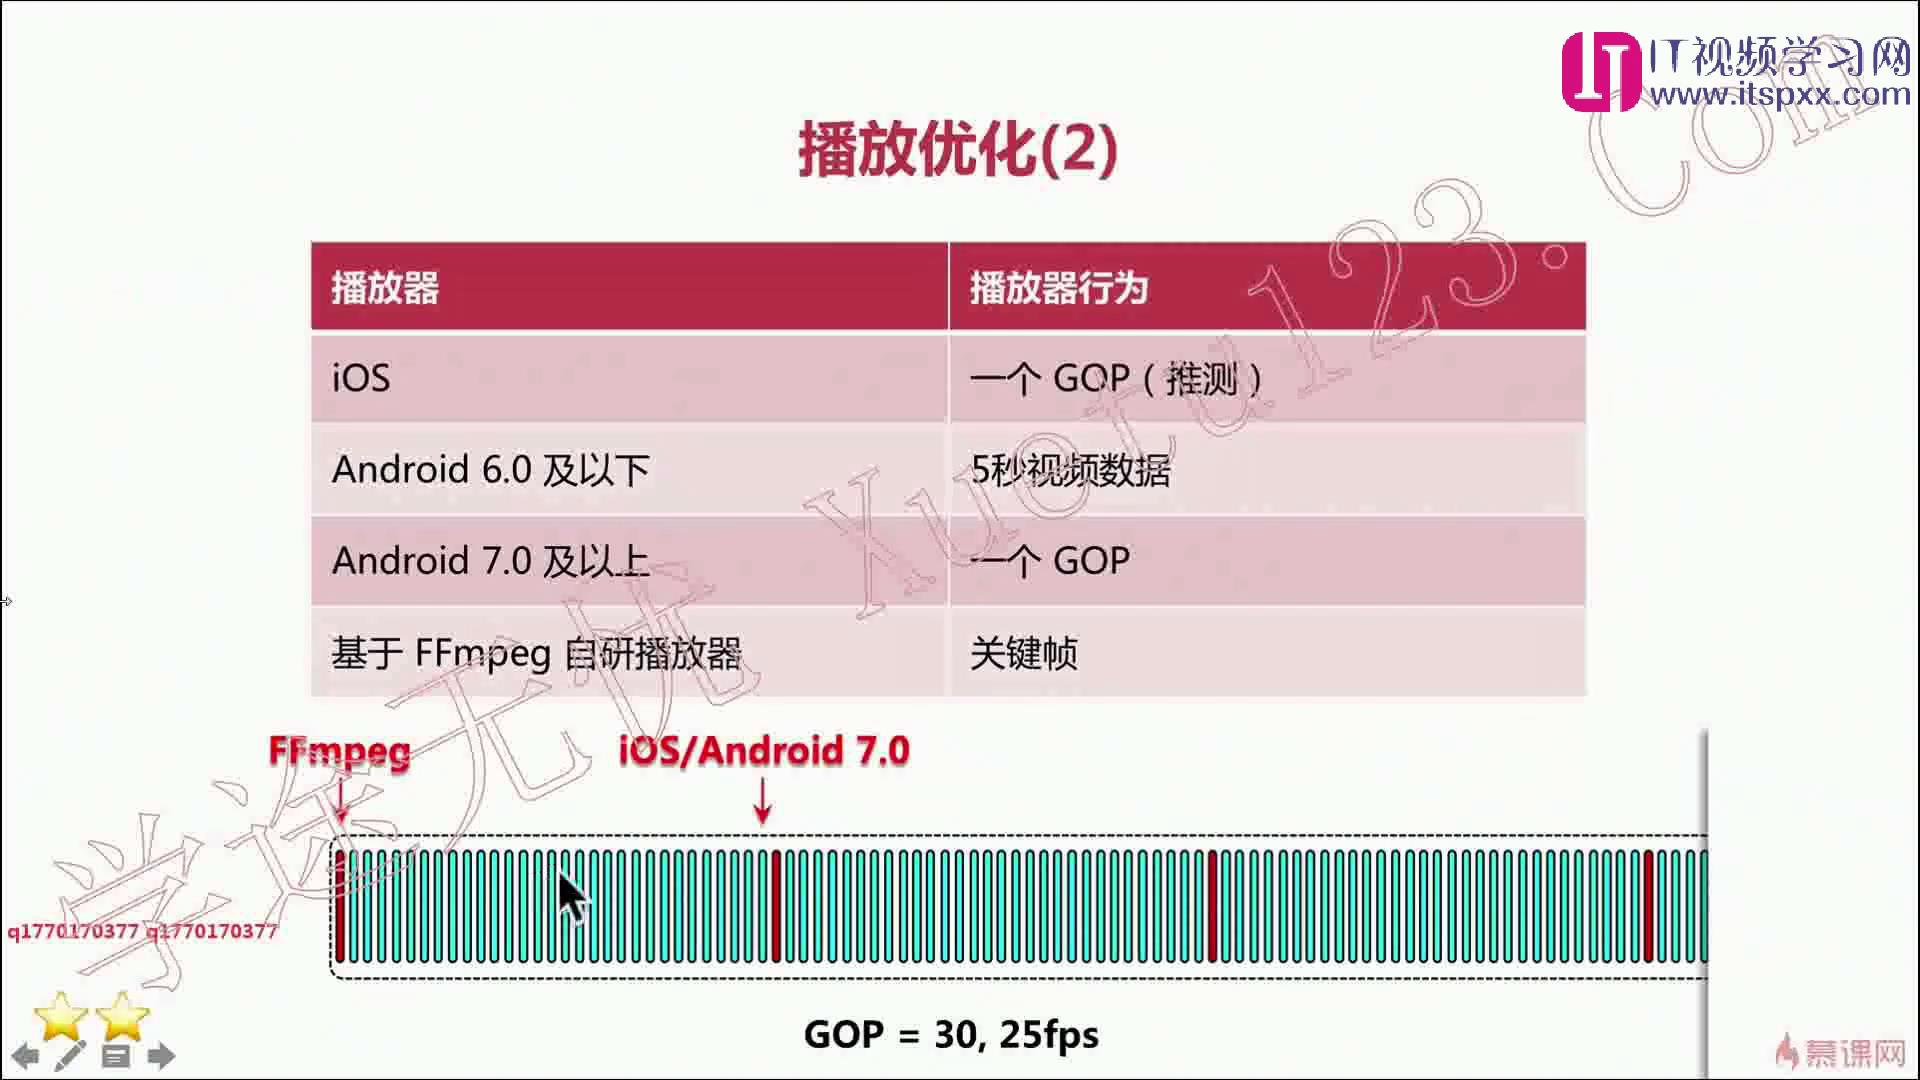 IT视频学习网
www.itspxx.com
播放优化(2)
播放器
播放器行为
iOS
一个 GOP ( 推测 )
Android 6.0 及以下
5秒视频数据
Android 7.0 及以上
一个 GOP
基于 FFmpeg 自研播放器
关键帧
学途无忧 Xuetu123.Com
FFmpeg
iOS/Android 7.0
q1770170377 q1770170377
GOP = 30, 25fps
慕课网